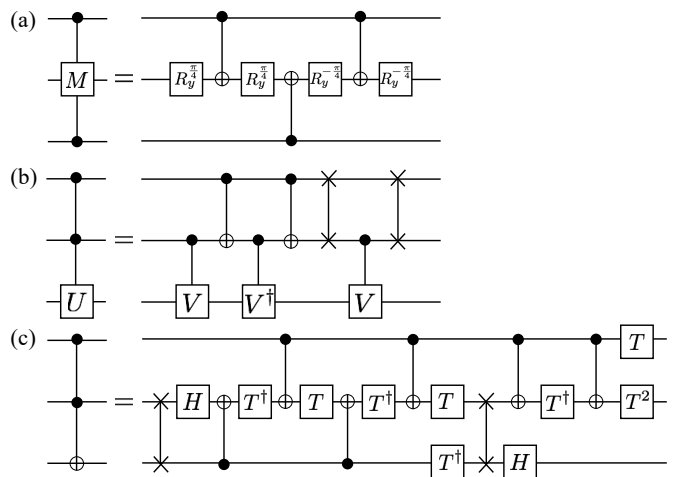 (a)
M = R_y^{π/4} R_y^{π/4} R_y^{-π/4} R_y^{-π/4}
(b)
=
U V V† V
(c)
T
= H T† T T† T T† T²
T† H